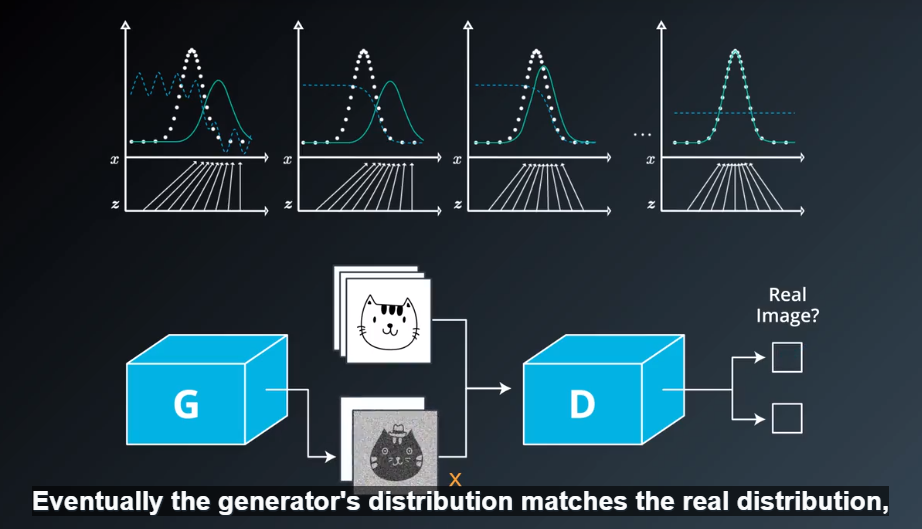 x
z
x
z
x
z
...
x
z
Real
Image?
G
D
x
Eventually the generator's distribution matches the real distribution,